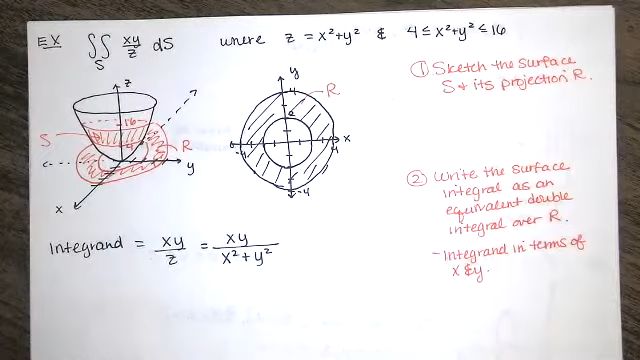 EX ∬ xy/z dS where z = x²+y² & 4 ≤ x²+y² ≤ 16
S
① Sketch the surface
S & its projection R.
z
16
4
S
R
y
x
y
4
R
2
x
-4
4
-4
② Write the surface
integral as an
equivalent double
integral over R.
- Integrand in terms of
x & y.
Integrand = xy/z = xy/(x² + y²)